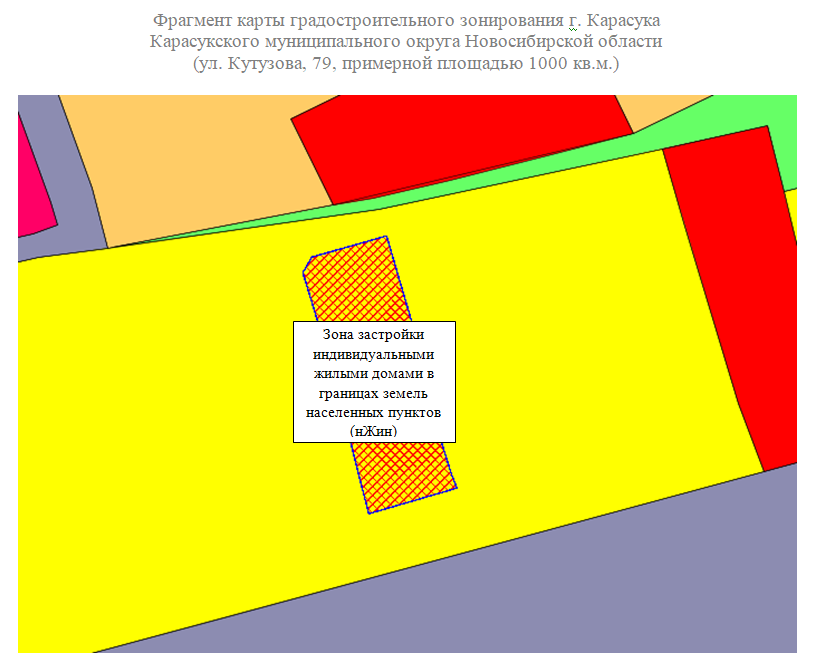 Фрагмент карты градостроительного зонирования г. Карасука
Карасукского муниципального округа Новосибирской области
(ул. Кутузова, 79, примерной площадью 1000 кв.м.)
Зона застройки
индивидуальными
жилыми домами в
границах земель
населенных пунктов
(нЖин)